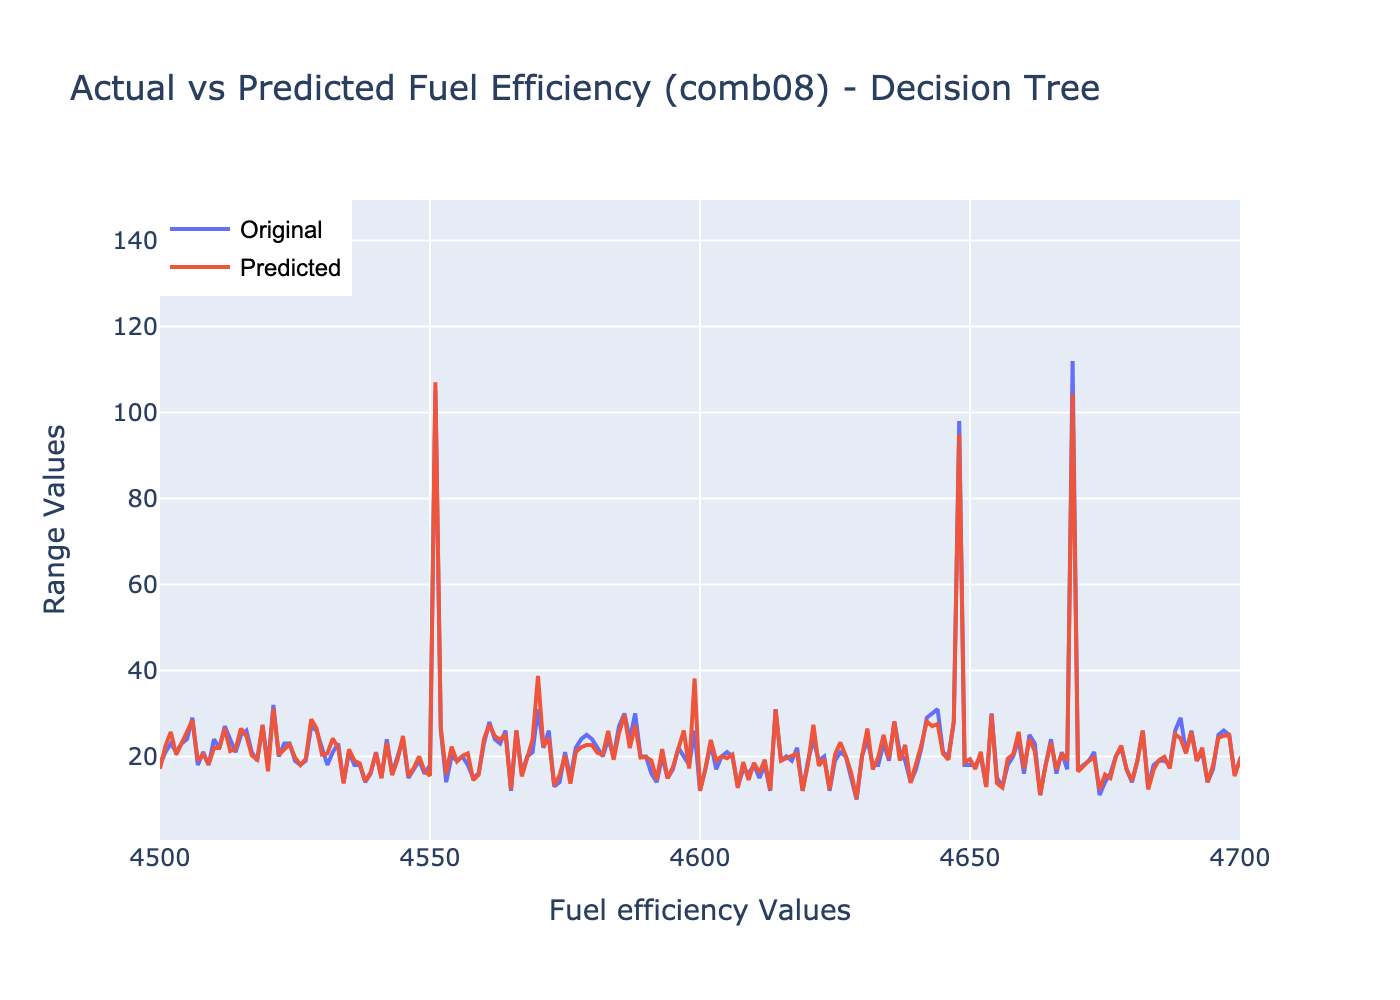 Actual vs Predicted Fuel Efficiency (comb08) - Decision Tree
Original
Predicted
140
120
100
80
60
40
20
Range Values
4500 4550 4600 4650 4700
Fuel efficiency Values